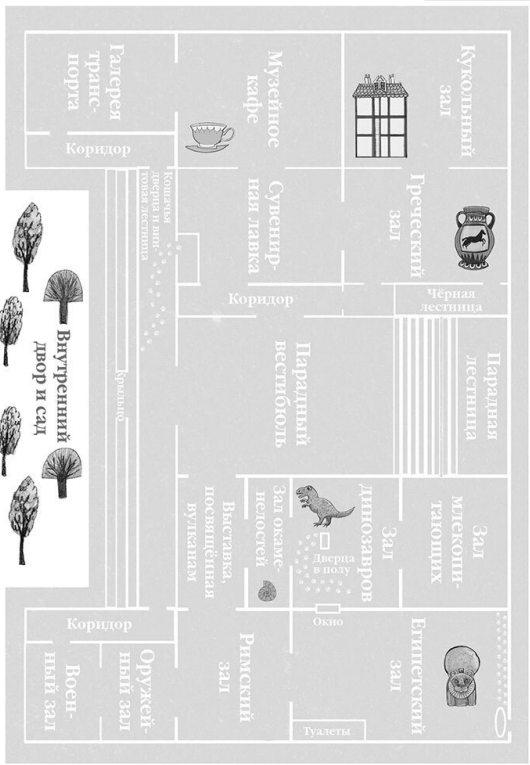 Галерея
транс-
порта
Музейное
кафе
Кукольный
зал
Коридор
Кошачья
дверца и вин-
товая лестница
Сувенир-
ная лавка
Греческий
зал
Коридор
Чёрная
лестница
Внутренний
двор и сад
Крыльцо
Парадный
вестибюль
Парадная
лестница
Выставка,
посвящённая
вулканам
Зал окаме-
нелостей
Зал
динозавров
Дверца
в полу
Зал
млекопи-
тающих
Коридор
Окно
Воен-
ный зал
Оружей-
ный зал
Римский
зал
Египетский
зал
Туалеты